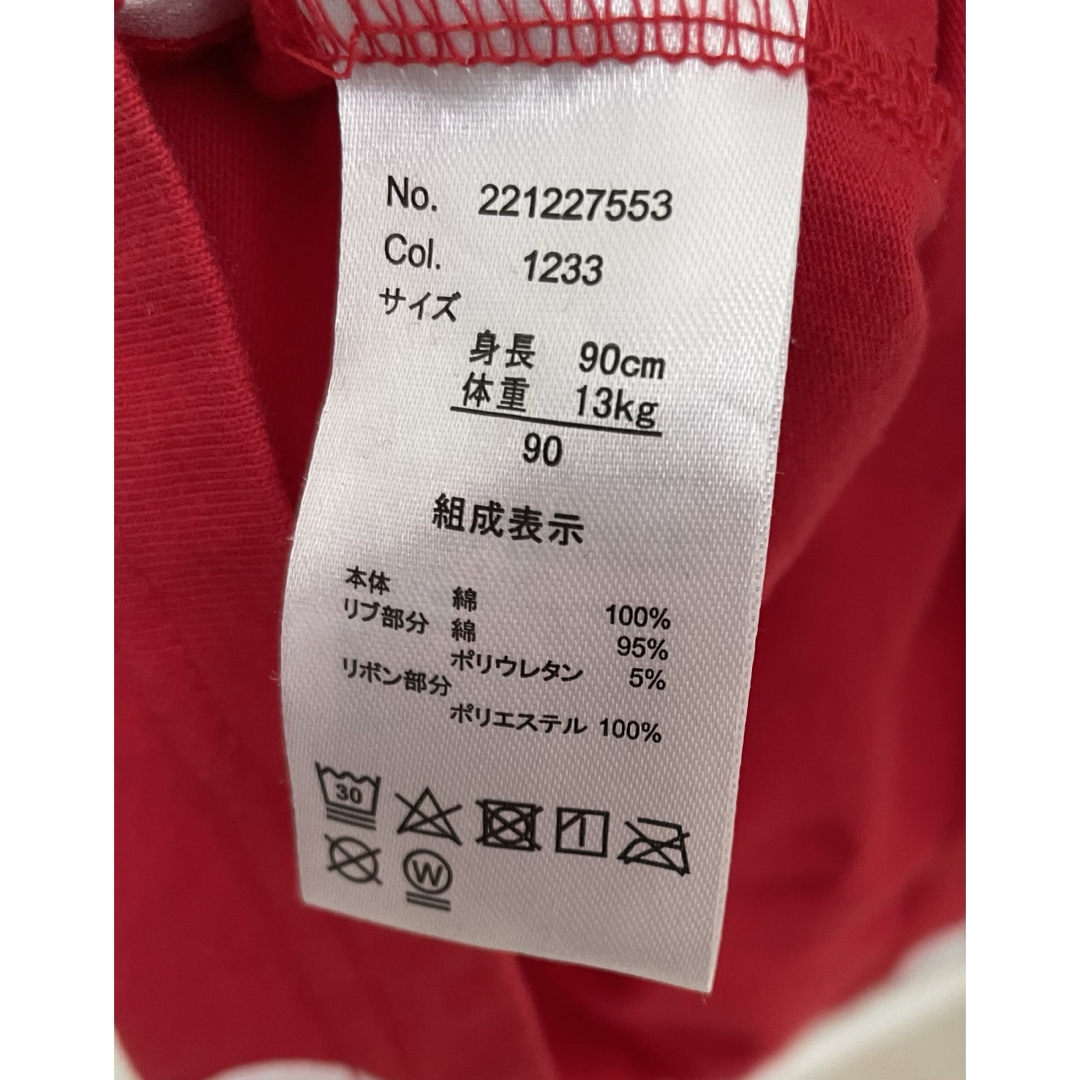 No. 221227553
Col. 1233
サイズ
身長 90cm
体重 13kg
90
組成表示
本体 綿 100%
リブ部分 綿 95%
ポリウレタン 5%
リボン部分
ポリエステル 100%
30
W